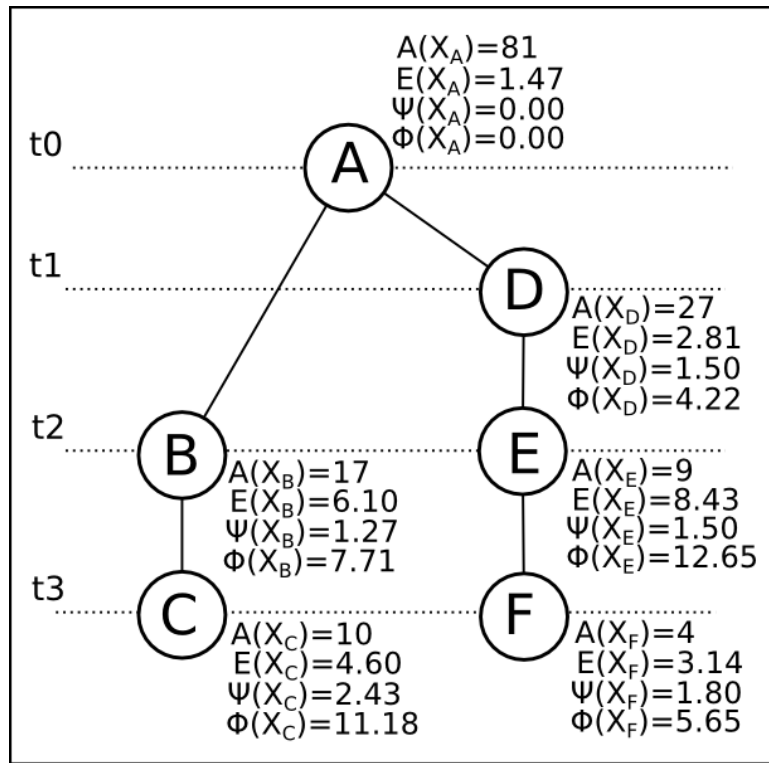 A(X_A)=81
E(X_A)=1.47
Ψ(X_A)=0.00
Φ(X_A)=0.00
t0
A
t1
D
A(X_D)=27
E(X_D)=2.81
Ψ(X_D)=1.50
Φ(X_D)=4.22
t2
B
E
A(X_B)=17
E(X_B)=6.10
Ψ(X_B)=1.27
Φ(X_B)=7.71
A(X_E)=9
E(X_E)=8.43
Ψ(X_E)=1.50
Φ(X_E)=12.65
t3
C
F
A(X_C)=10
E(X_C)=4.60
Ψ(X_C)=2.43
Φ(X_C)=11.18
A(X_F)=4
E(X_F)=3.14
Ψ(X_F)=1.80
Φ(X_F)=5.65